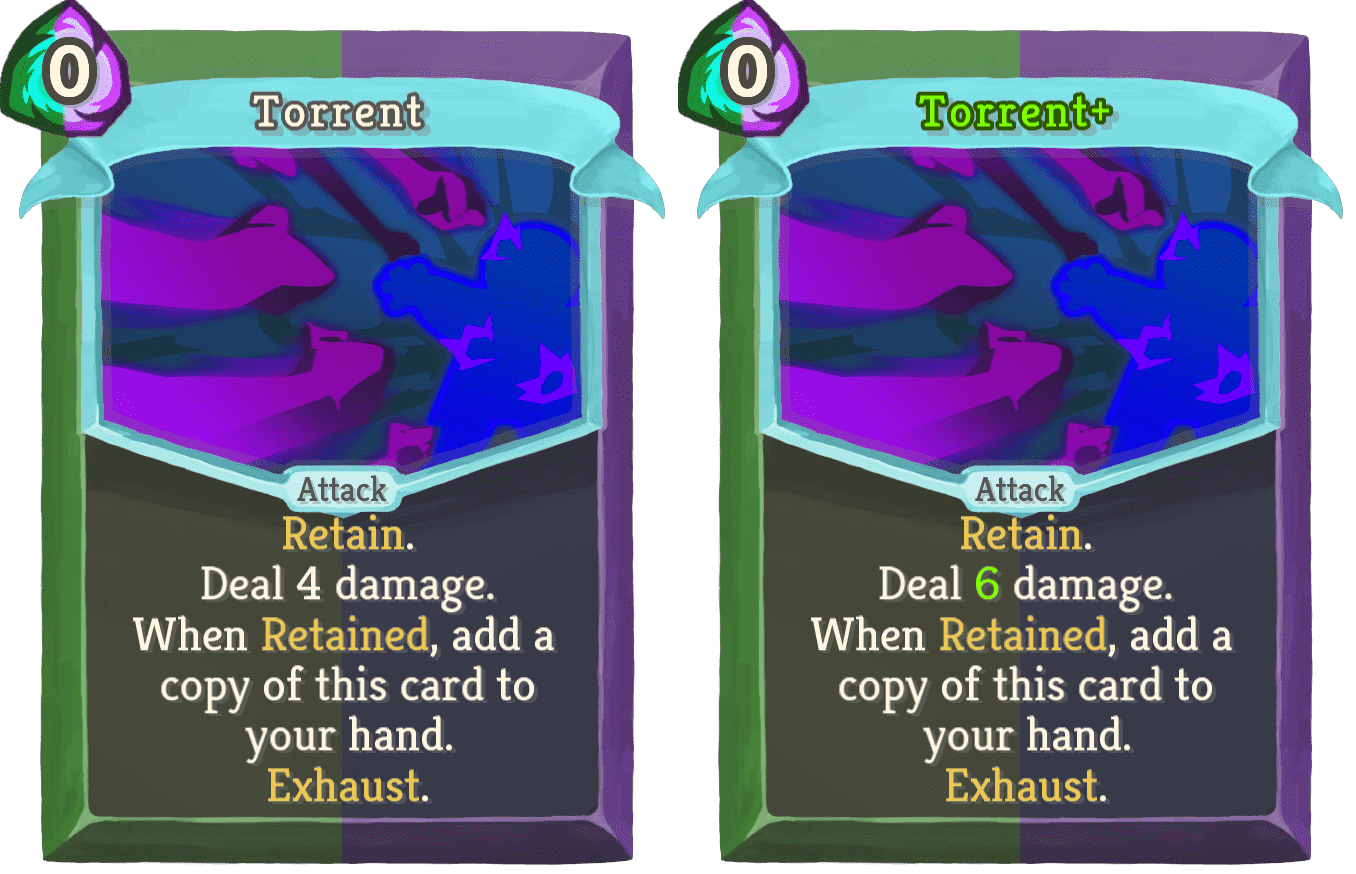 0
Torrent
Attack
Retain.
Deal 4 damage.
When Retained, add a
copy of this card to
your hand.
Exhaust.
0
Torrent+
Attack
Retain.
Deal 6 damage.
When Retained, add a
copy of this card to
your hand.
Exhaust.